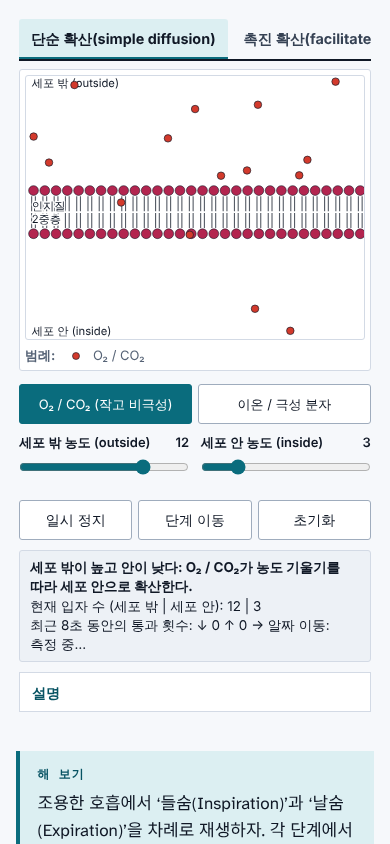 단순 확산(simple diffusion) 촉진 확산(facilitate
세포 밖 (outside)
인지질
2중층
세포 안 (inside)
범례: O₂ / CO₂
O₂ / CO₂ (작고 비극성) 이온 / 극성 분자
세포 밖 농도 (outside) 12 세포 안 농도 (inside) 3
일시 정지 단계 이동 초기화
세포 밖이 높고 안이 낮다: O₂ / CO₂가 농도 기울기를
따라 세포 안으로 확산한다.
현재 입자 수 (세포 밖 | 세포 안): 12 | 3
최근 8초 동안의 통과 횟수: ↓ 0 ↑ 0 → 알짜 이동:
측정 중...
설명
해 보기
조용한 호흡에서 ‘들숨(Inspiration)’과 ‘날숨
(Expiration)’을 차례로 재생하자. 각 단계에서